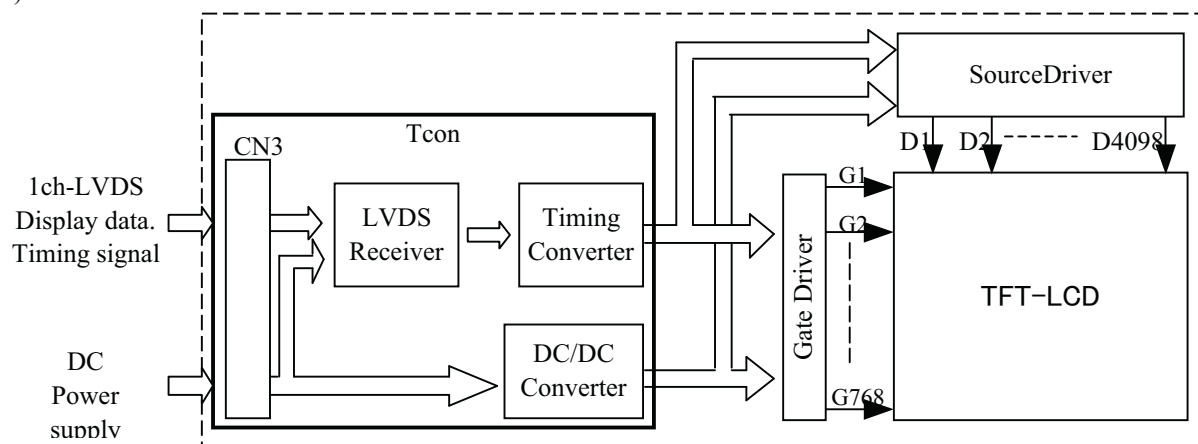 )
SourceDriver
Tcon
D1
D2
D4098
CN3
1ch-LVDS
Display data.
Timing signal
LVDS
Receiver
Timing
Converter
G1
G2
Gate Driver
TFT-LCD
DC
Power
supply
DC/DC
Converter
G768